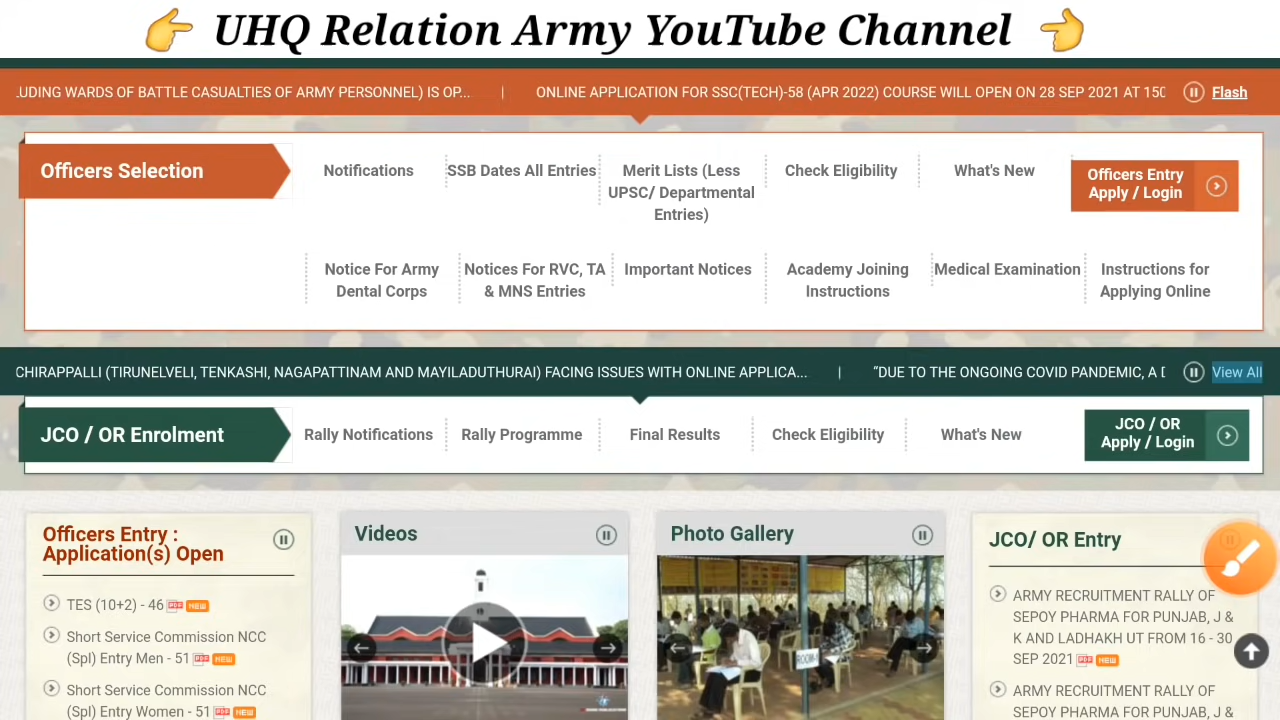 UHQ Relation Army YouTube Channel
LUDING WARDS OF BATTLE CASUALTIES OF ARMY PERSONNEL) IS OP... | ONLINE APPLICATION FOR SSC(TECH)-58 (APR 2022) COURSE WILL OPEN ON 28 SEP 2021 AT 150 Flash
Officers Selection
Notifications
SSB Dates All Entries
Merit Lists (Less
UPSC/ Departmental
Entries)
Check Eligibility
What's New
Officers Entry
Apply / Login
Notice For Army
Dental Corps
Notices For RVC, TA
& MNS Entries
Important Notices
Academy Joining
Instructions
Medical Examination
Instructions for
Applying Online
CHIRAPPALLI (TIRUNELVELI, TENKASHI, NAGAPATTINAM AND MAYILADUTHURAI) FACING ISSUES WITH ONLINE APPLICA... | “DUE TO THE ONGOING COVID PANDEMIC, A D View All
JCO / OR Enrolment
Rally Notifications
Rally Programme
Final Results
Check Eligibility
What's New
JCO / OR
Apply / Login
Officers Entry :
Application(s) Open
TES (10+2) - 46 PDF NEW
Short Service Commission NCC
(Spl) Entry Men - 51 PDF NEW
Short Service Commission NCC
(Spl) Entry Women - 51 PDF NEW
Videos
Photo Gallery
ROOM
JCO/ OR Entry
ARMY RECRUITMENT RALLY OF
SEPOY PHARMA FOR PUNJAB, J &
K AND LADHAKH UT FROM 16 - 30
SEP 2021 PDF NEW
ARMY RECRUITMENT RALLY OF
SEPOY PHARMA FOR PUNJAB, J &